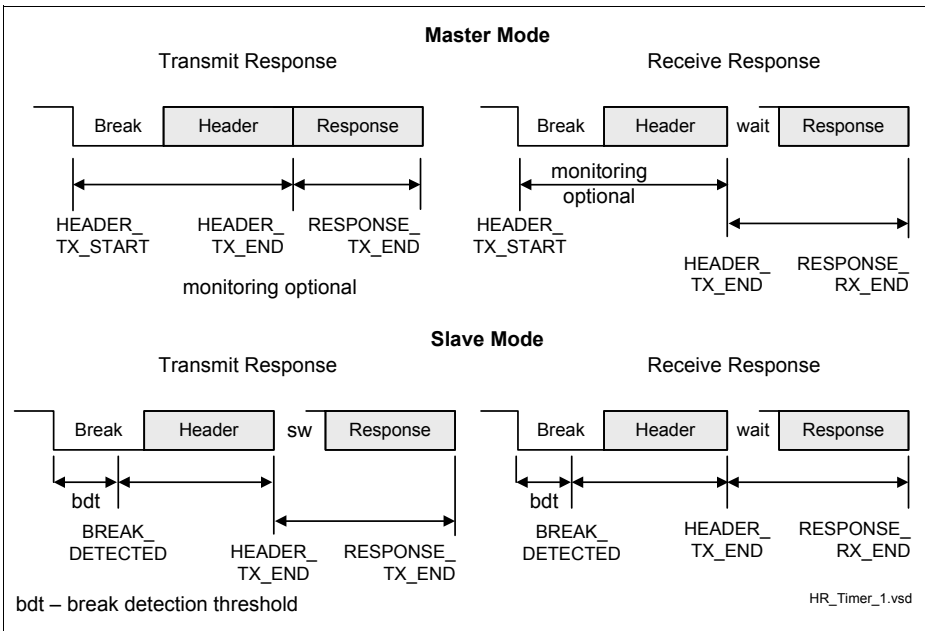 Master Mode
Transmit Response
Receive Response
Break Header Response
Break Header wait Response
monitoring
optional
HEADER_
TX_START
HEADER_
TX_END
RESPONSE_
TX_END
monitoring optional
HEADER_
TX_START
HEADER_
TX_END
RESPONSE_
RX_END
Slave Mode
Transmit Response
Receive Response
Break Header sw Response
Break Header wait Response
bdt
BREAK_
DETECTED
HEADER_
TX_END
RESPONSE_
TX_END
bdt
BREAK_
DETECTED
HEADER_
TX_END
RESPONSE_
RX_END
bdt – break detection threshold
HR_Timer_1.vsd